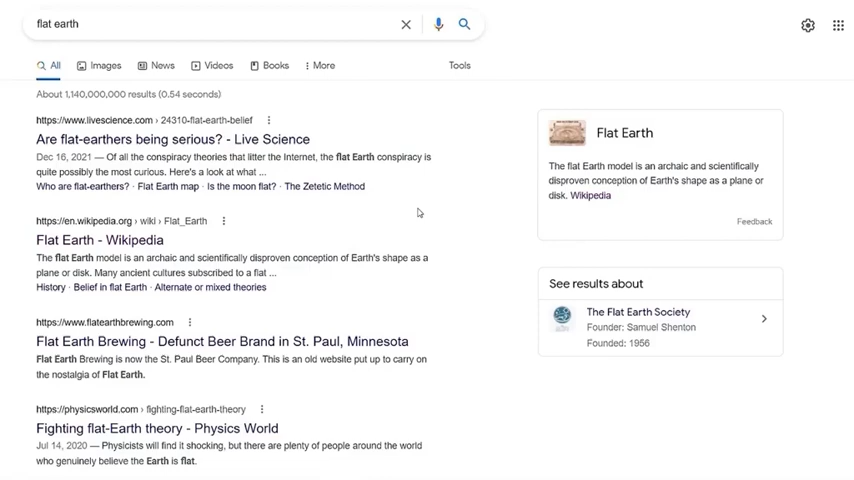 flat earth
All Images News Videos Books More Tools
About 1,140,000,000 results (0.54 seconds)
https://www.livescience.com › 24310-flat-earth-belief
Are flat-earthers being serious? - Live Science
Dec 16, 2021 — Of all the conspiracy theories that litter the Internet, the flat Earth conspiracy is
quite possibly the most curious. Here's a look at what ...
Who are flat-earthers? · Flat Earth map · Is the moon flat? · The Zetetic Method
https://en.wikipedia.org › wiki › Flat_Earth
Flat Earth - Wikipedia
The flat Earth model is an archaic and scientifically disproven conception of Earth's shape as a
plane or disk. Many ancient cultures subscribed to a flat ...
History · Belief in flat Earth · Alternate or mixed theories
https://www.flatearthbrewing.com
Flat Earth Brewing - Defunct Beer Brand in St. Paul, Minnesota
Flat Earth Brewing is now the St. Paul Beer Company. This is an old website put up to carry on
the nostalgia of Flat Earth.
https://physicsworld.com › fighting-flat-earth-theory
Fighting flat-Earth theory - Physics World
Jul 14, 2020 — Physicists will find it shocking, but there are plenty of people around the world
who genuinely believe the Earth is flat.
Flat Earth
The flat Earth model is an archaic and scientifically
disproven conception of Earth's shape as a plane or
disk. Wikipedia
Feedback
See results about
The Flat Earth Society
Founder: Samuel Shenton
Founded: 1956